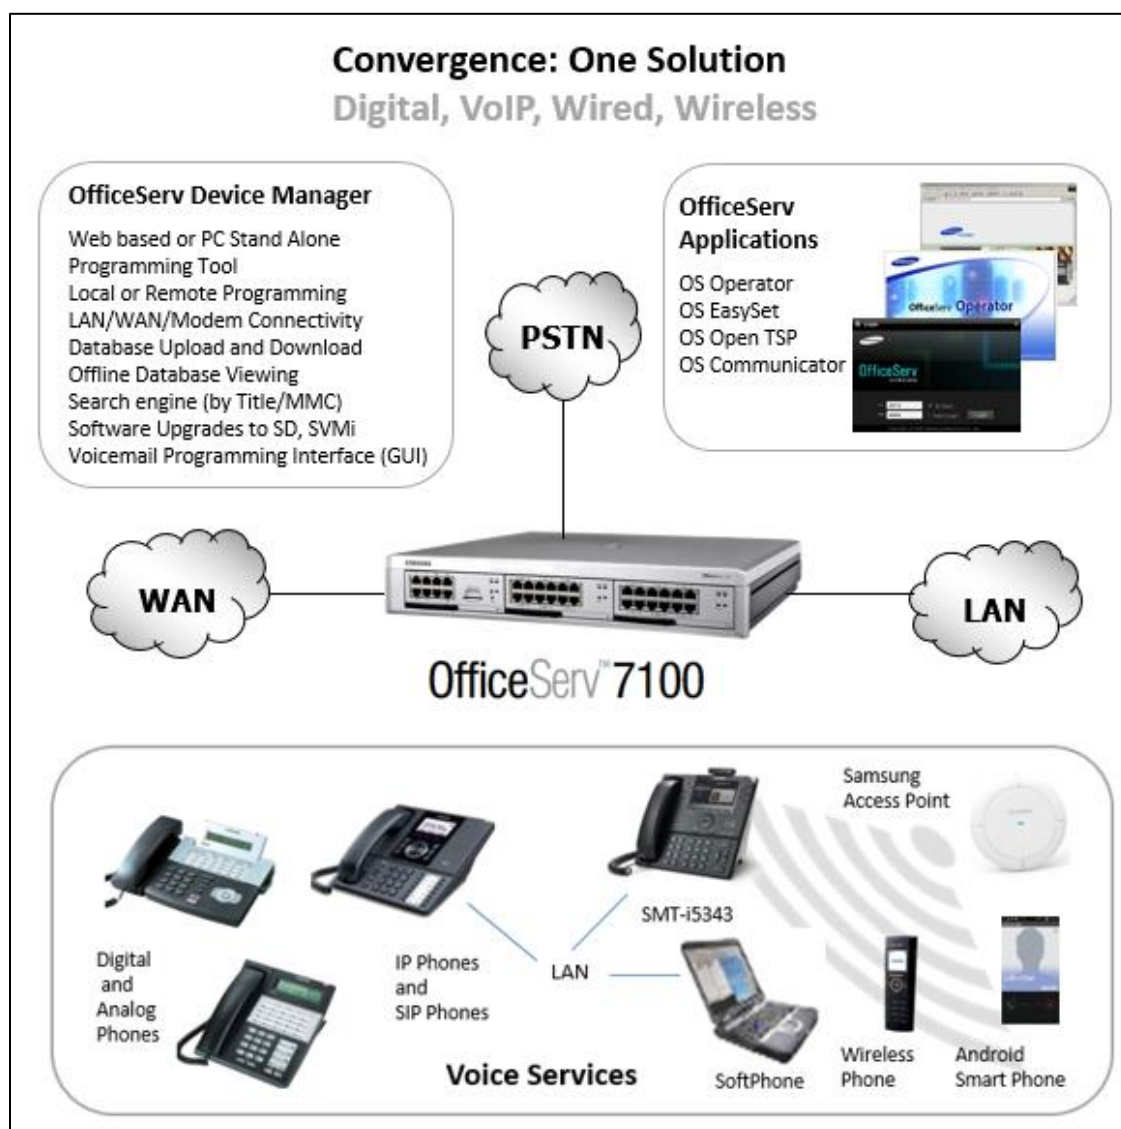 Convergence: One Solution
Digital, VoIP, Wired, Wireless
OfficeServ Device Manager
Web based or PC Stand Alone
Programming Tool
Local or Remote Programming
LAN/WAN/Modem Connectivity
Database Upload and Download
Offline Database Viewing
Search engine (by Title/MMC)
Software Upgrades to SD, SVMi
Voicemail Programming Interface (GUI)
OfficeServ
Applications
OS Operator
OS EasySet
OS Open TSP
OS Communicator
OfficeServ Operator
OfficeServ
PSTN
WAN
LAN
SAMSUNG
OfficeServ™ 7100
Samsung
Access Point
SMT-i5343
Digital
and
Analog
Phones
IP Phones
and
SIP Phones
LAN
Voice Services
SoftPhone
Wireless
Phone
Android
Smart Phone